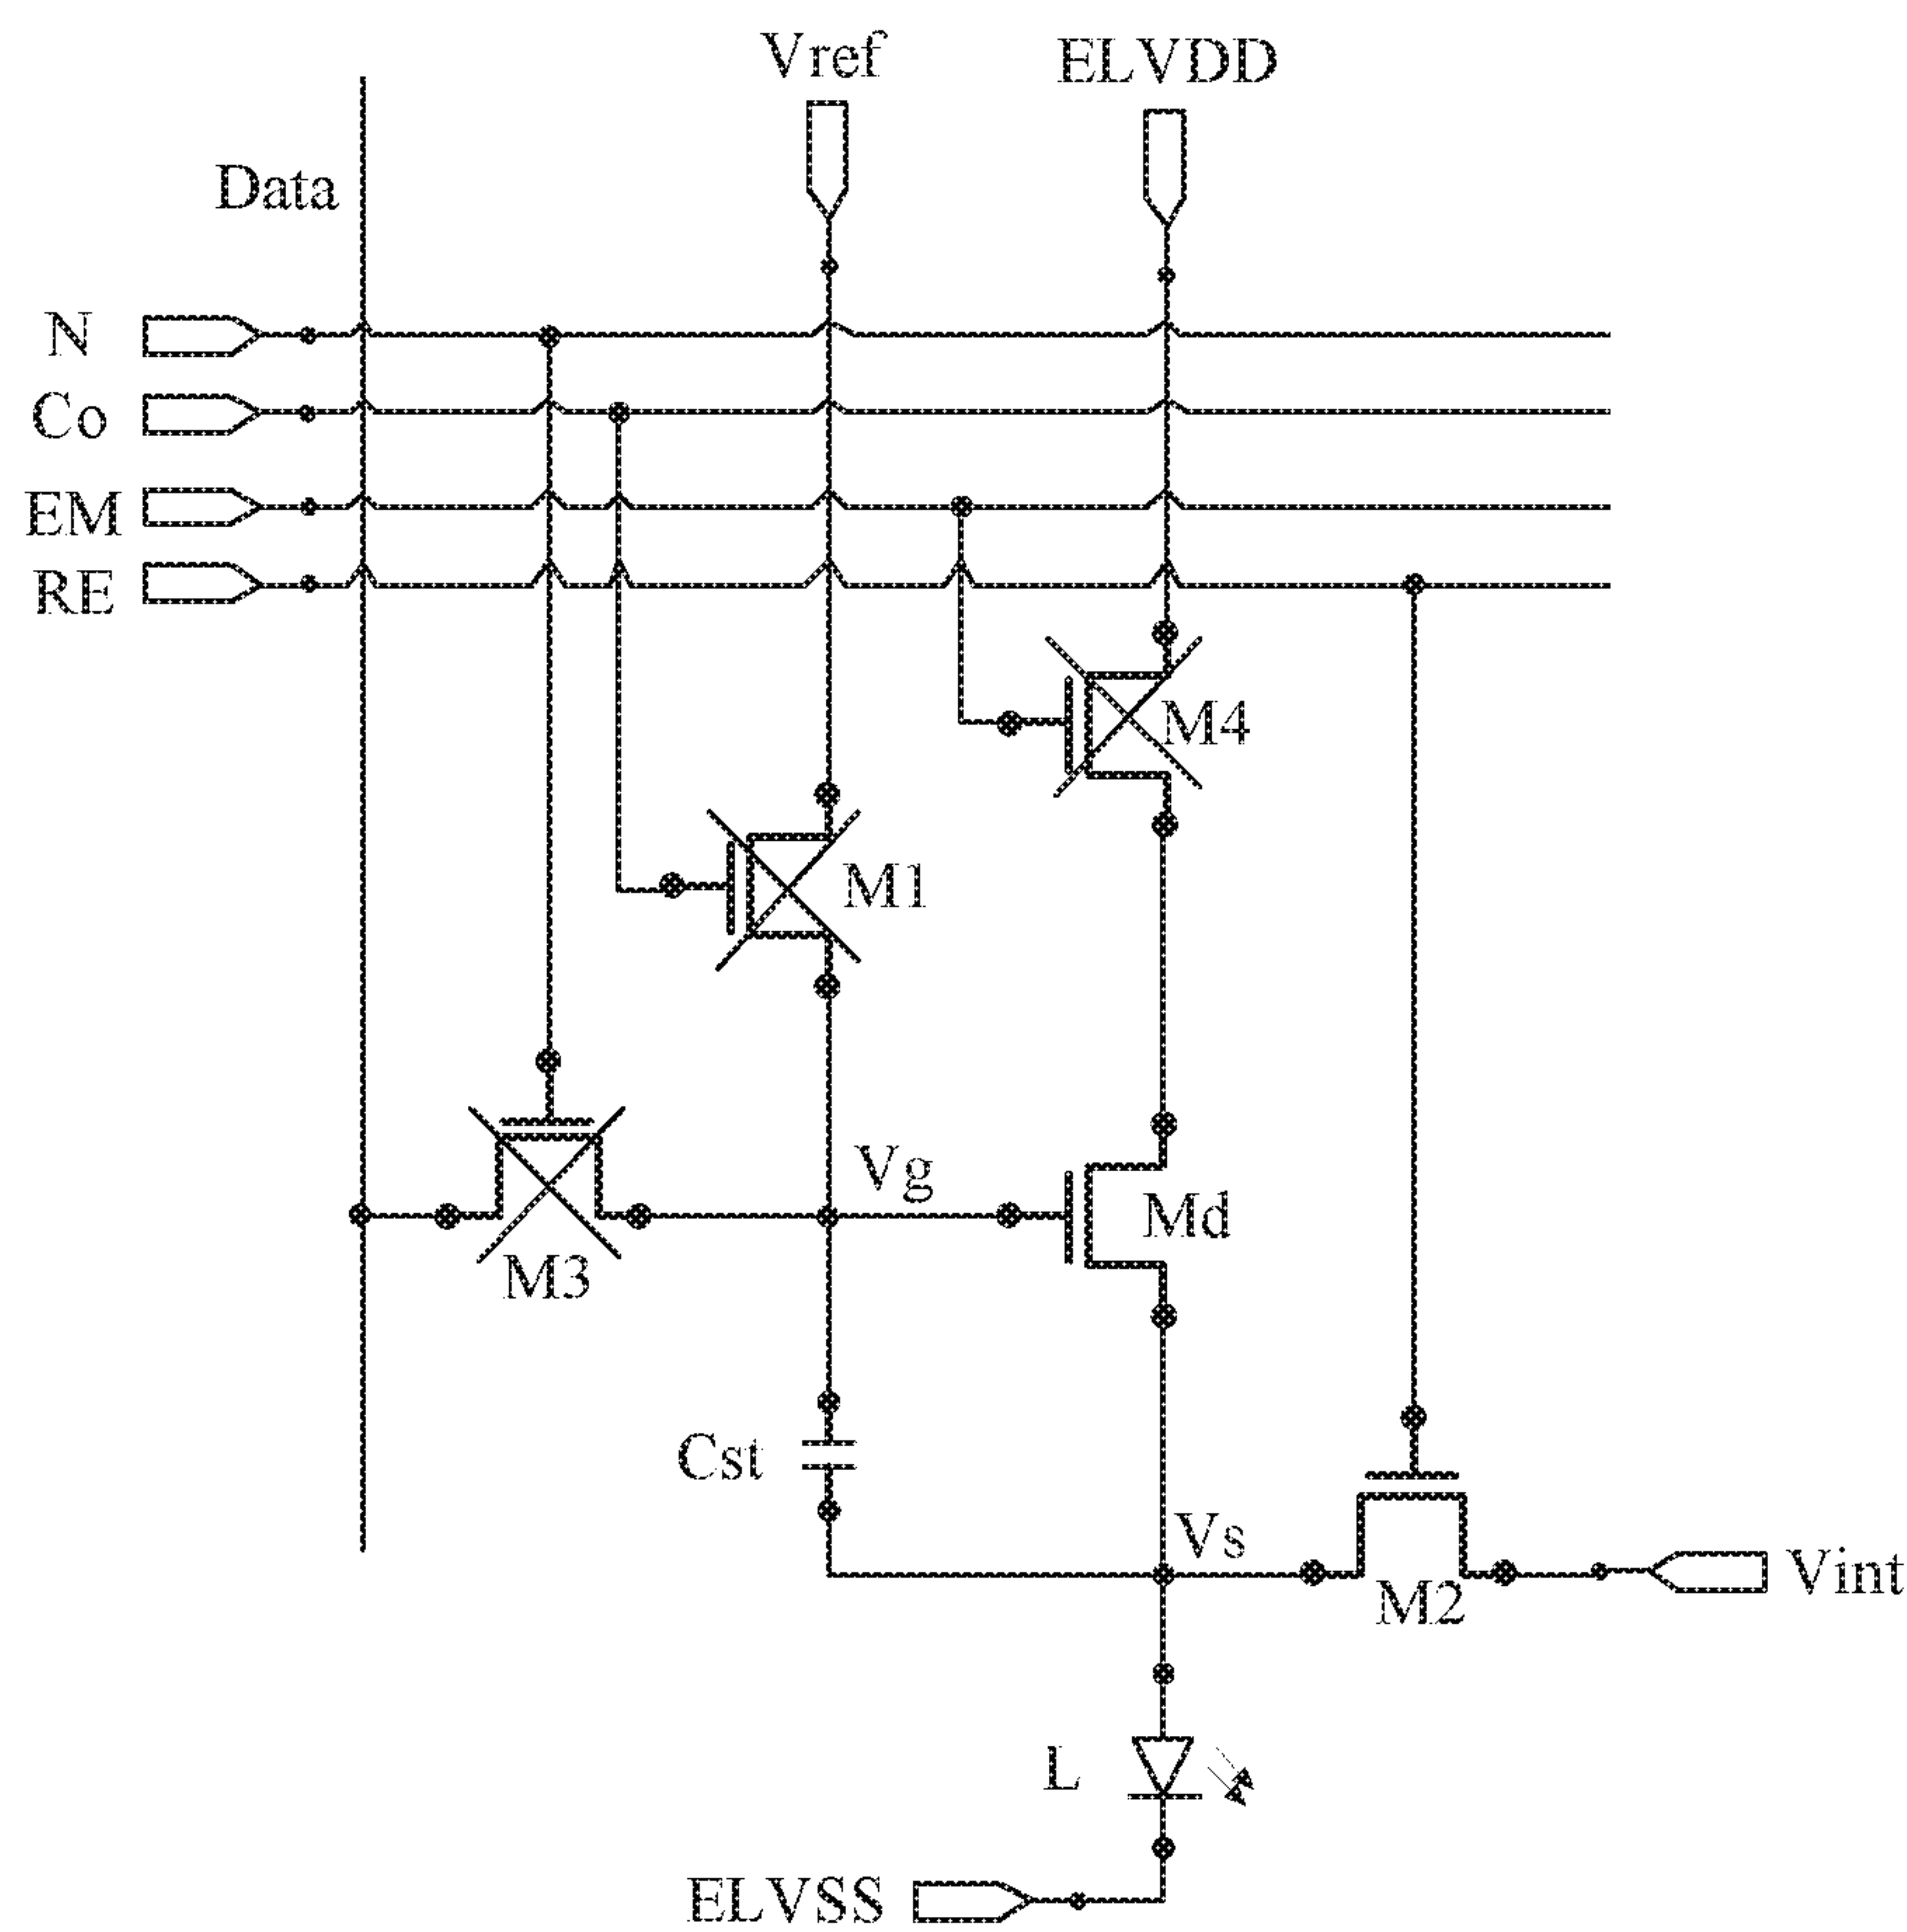 Vref
ELVDD
Data
N
Co
EM
RE
M4
M1
Vg
Md
M3
Cst
Vs
M2
Vint
L
ELVSS